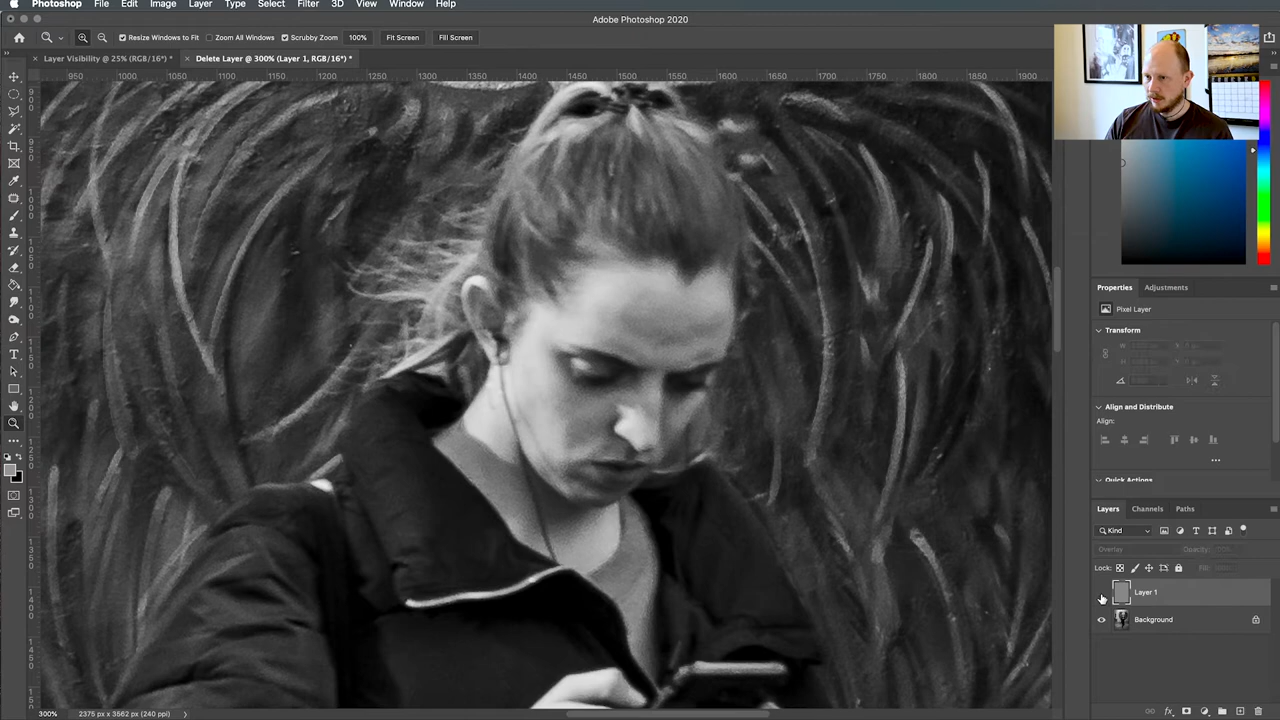 Photoshop File Edit Image Layer Type Select Filter 3D View Window Help
Adobe Photoshop 2020
Resize Windows to Fit Zoom All Windows Scrubby Zoom 100% Fit Screen Fill Screen
Layer Visibility @ 25% (RGB/16*) * Delete Layer @ 300% (Layer 1, RGB/16*) *
950 1000 1050 1100 1150 1200 1250 1300 1350 1400 1450 1500 1550 1600 1650 1700 1750 1800 1850 1900
Properties Adjustments
Pixel Layer
Transform
W
H
Align and Distribute
Align:
Quick Actions
Layers Channels Paths
Kind
Overlay Opacity:
Lock: Fill:
Layer 1
Background
300% 2375 px x 3562 px (240 ppi)